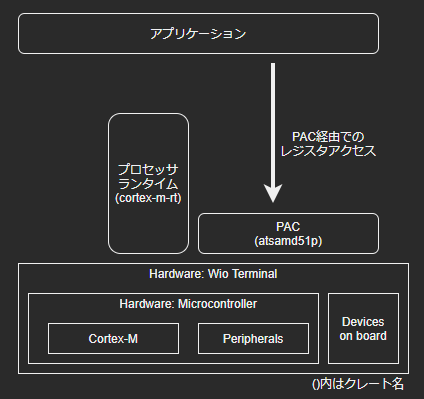 アプリケーション
PAC経由での
レジスタアクセス
プロセッサ
ランタイム
(cortex-m-rt)
PAC
(atsamd51p)
Hardware: Wio Terminal
Hardware: Microcontroller
Cortex-M
Peripherals
Devices
on board
()内はクレート名